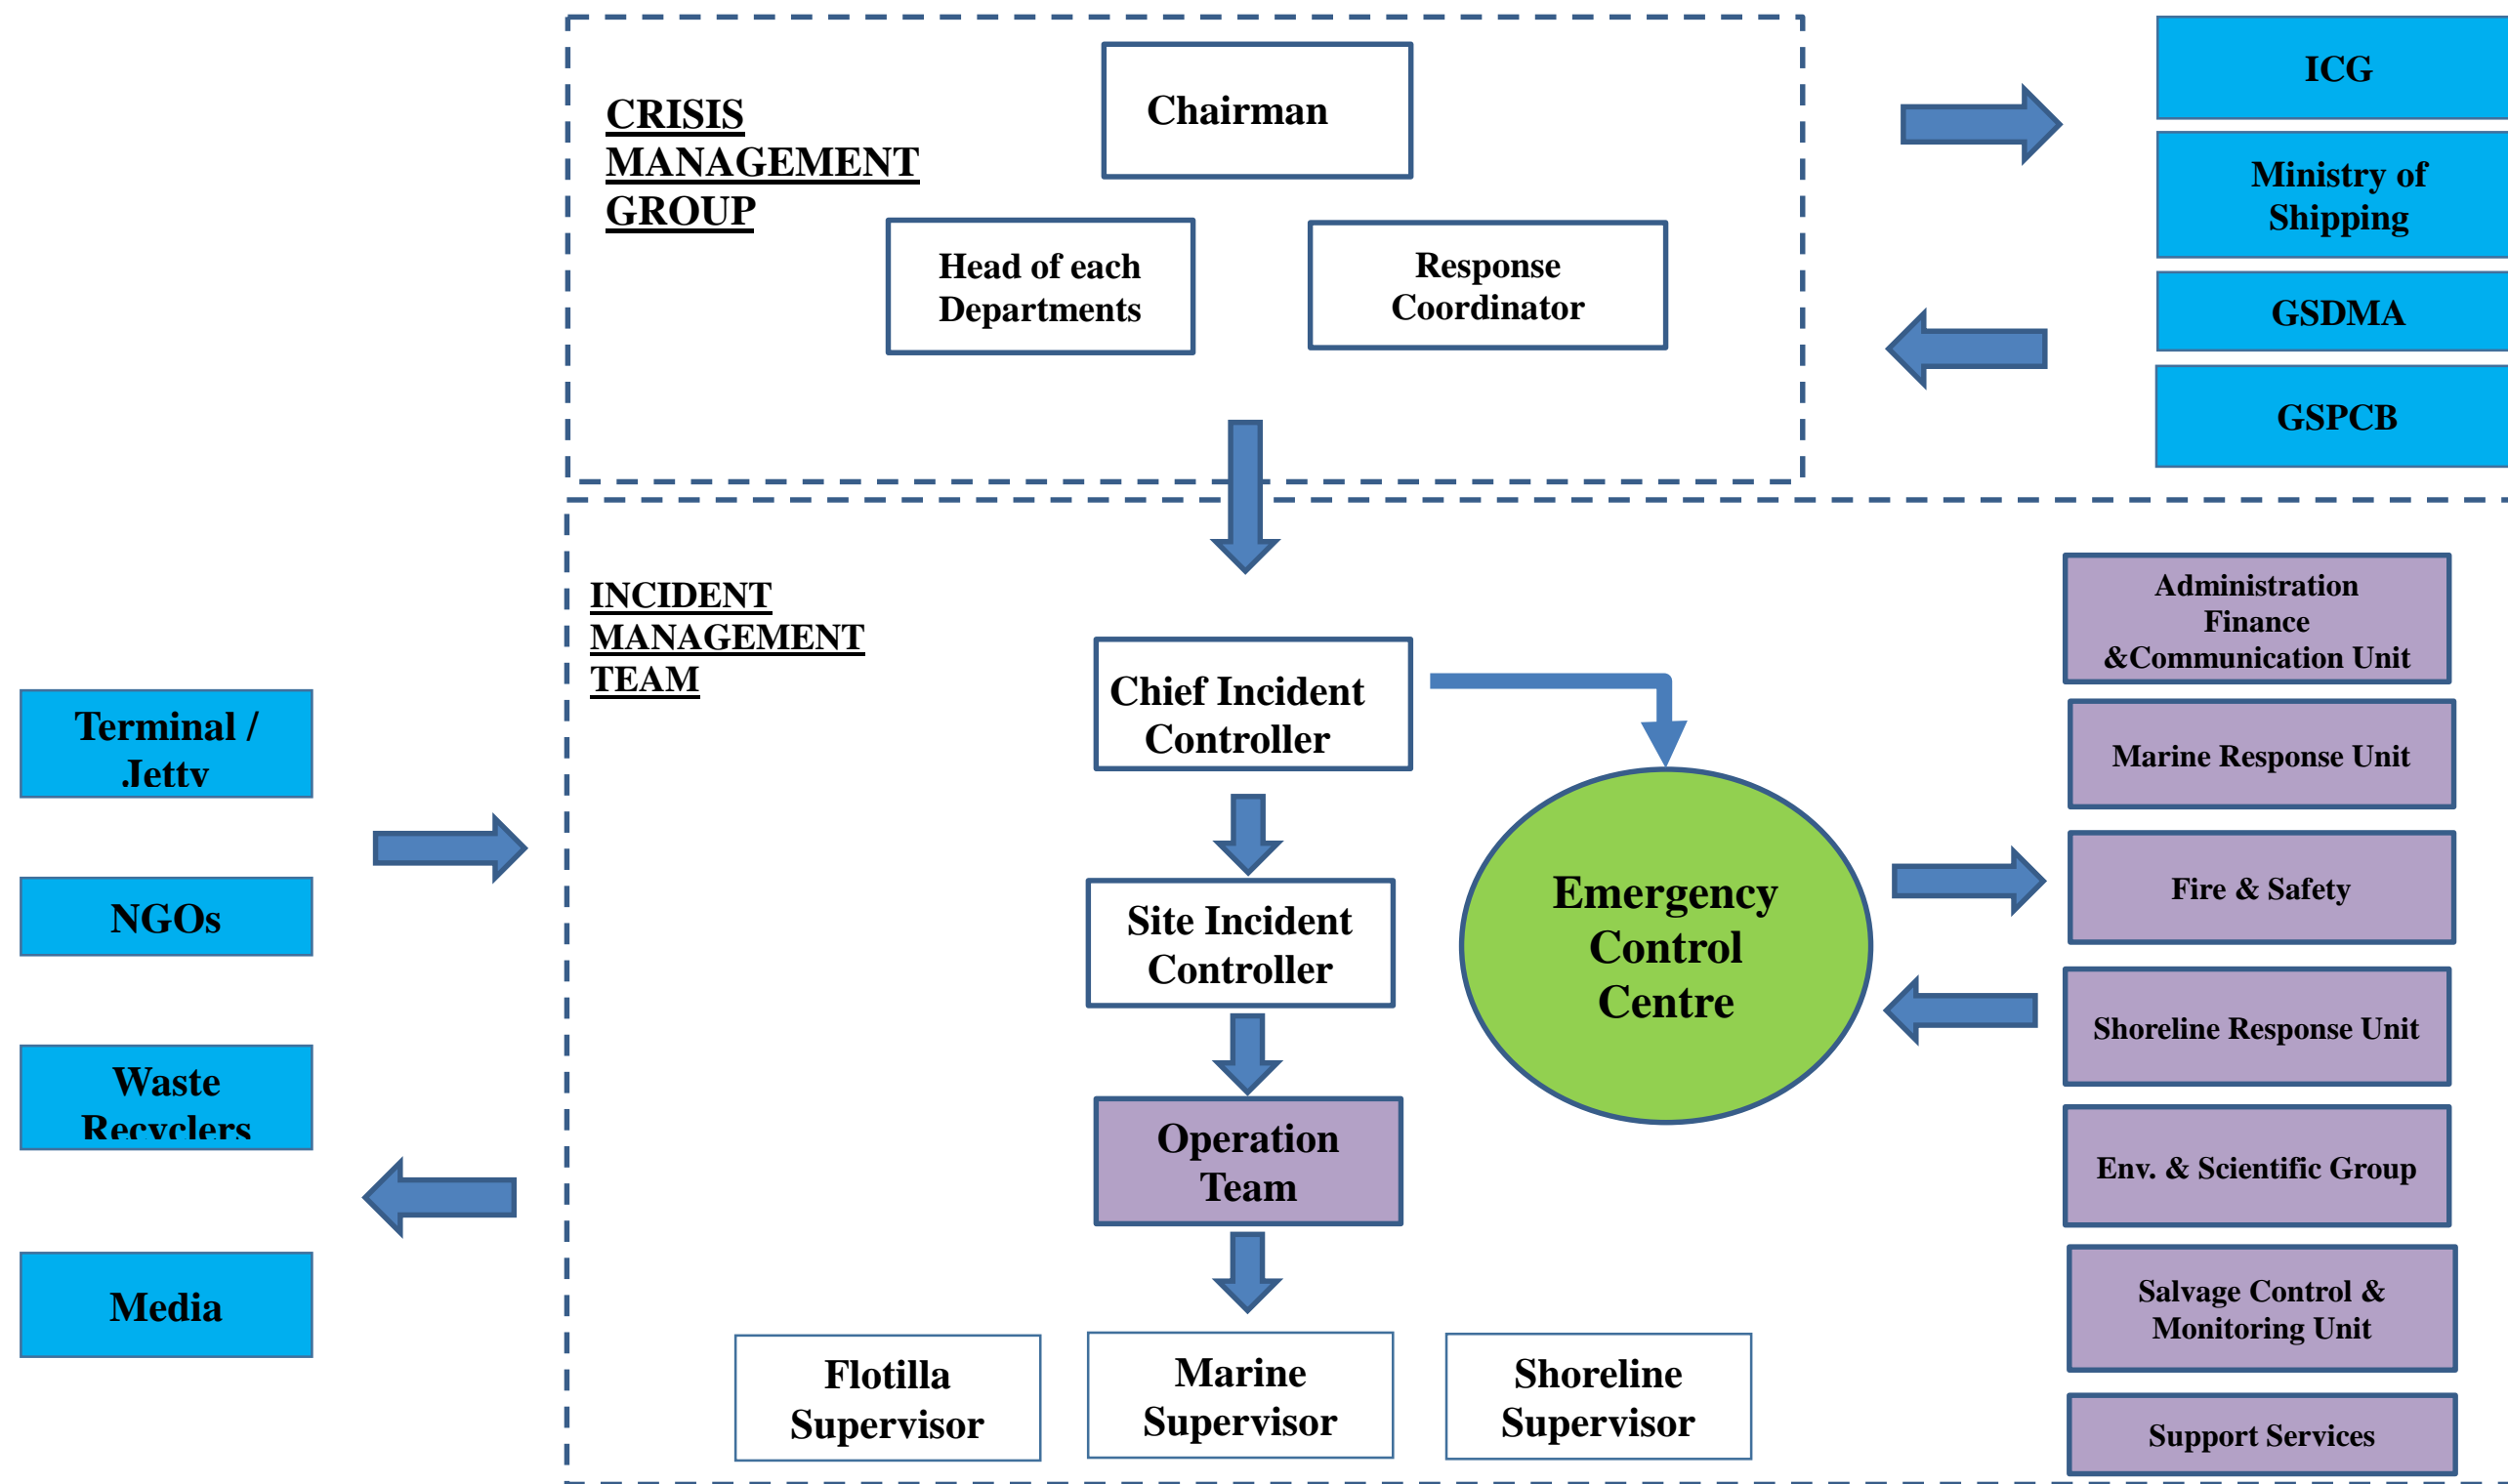 CRISIS
MANAGEMENT
GROUP
Chairman
Head of each
Departments
Response
Coordinator
ICG
Ministry of
Shipping
GSDMA
GSPCB
INCIDENT
MANAGEMENT
TEAM
Terminal /
Jetty
NGOs
Waste
Recyclers
Media
Chief Incident
Controller
Site Incident
Controller
Operation
Team
Flotilla
Supervisor
Marine
Supervisor
Shoreline
Supervisor
Emergency
Control
Centre
Administration
Finance
&Communication Unit
Marine Response Unit
Fire & Safety
Shoreline Response Unit
Env. & Scientific Group
Salvage Control &
Monitoring Unit
Support Services